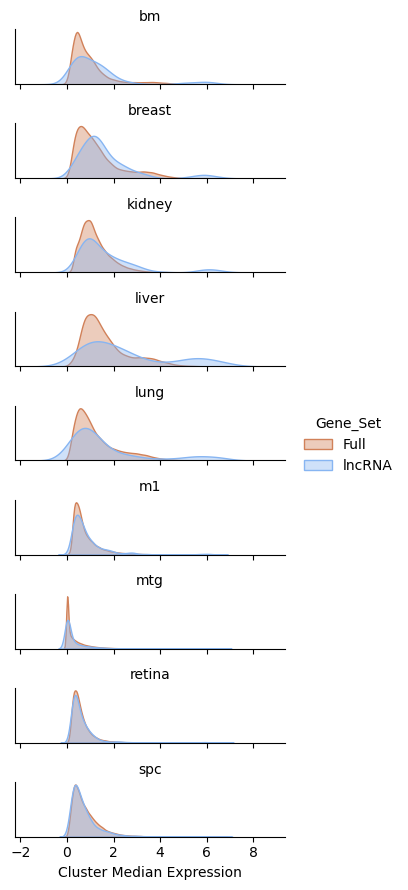 bm
breast
kidney
liver
lung
Gene_Set
Full
lncRNA
m1
mtg
retina
spc
−2 0 2 4 6 8
Cluster Median Expression